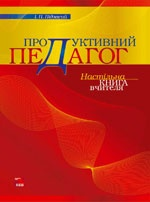 І. П. Підласий
ПРОДУКТИВНИЙ
ПЕДАГОГ
Настільна
КНИГА
ВЧИТЕЛЯ